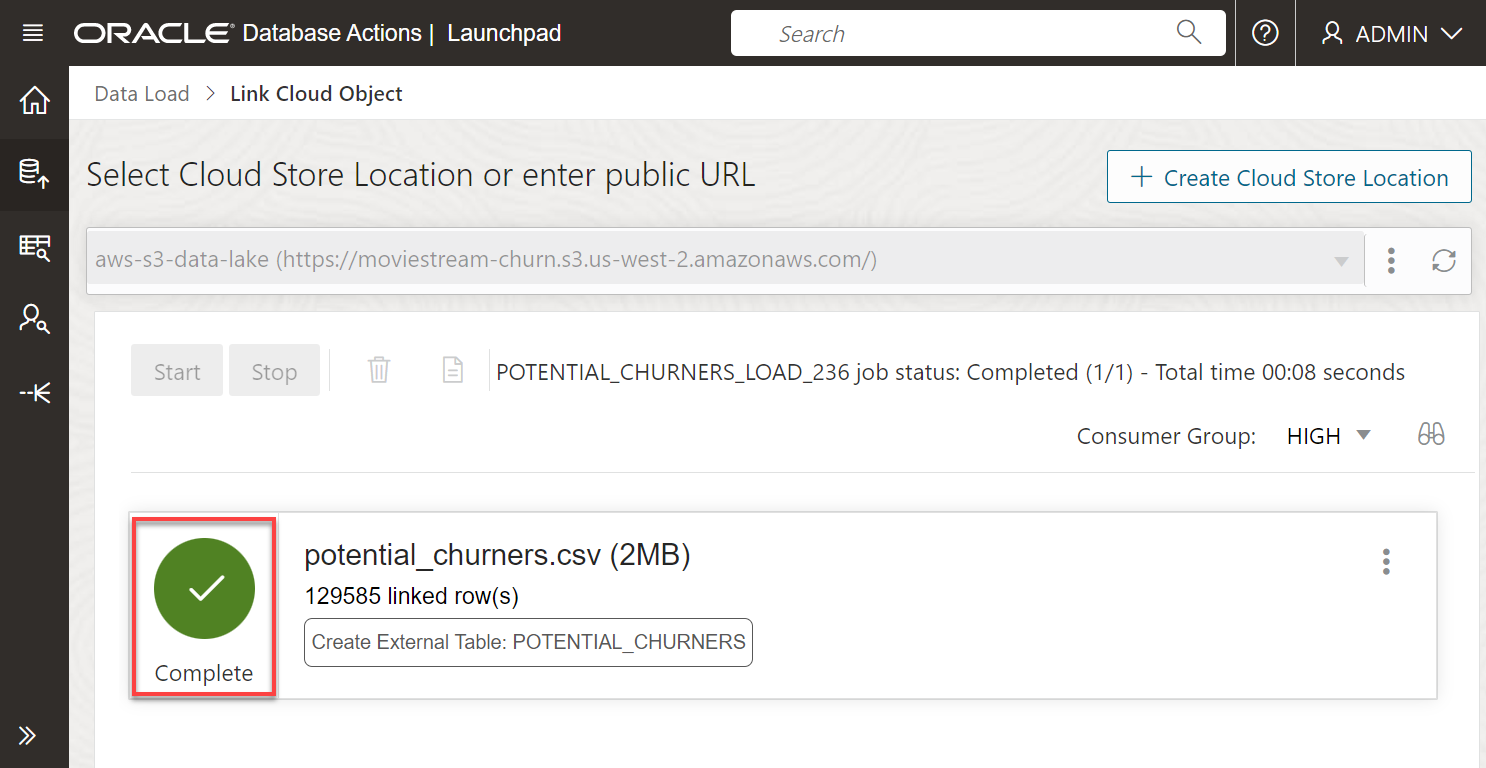 ORACLE® Database Actions | Launchpad
Search
ADMIN
Data Load > Link Cloud Object
Select Cloud Store Location or enter public URL
+ Create Cloud Store Location
aws-s3-data-lake (https://moviestream-churn.s3.us-west-2.amazonaws.com/)
Start
Stop
POTENTIAL_CHURNERS_LOAD_236 job status: Completed (1/1) - Total time 00:08 seconds
Consumer Group: HIGH
potential_churners.csv (2MB)
129585 linked row(s)
Create External Table: POTENTIAL_CHURNERS
Complete